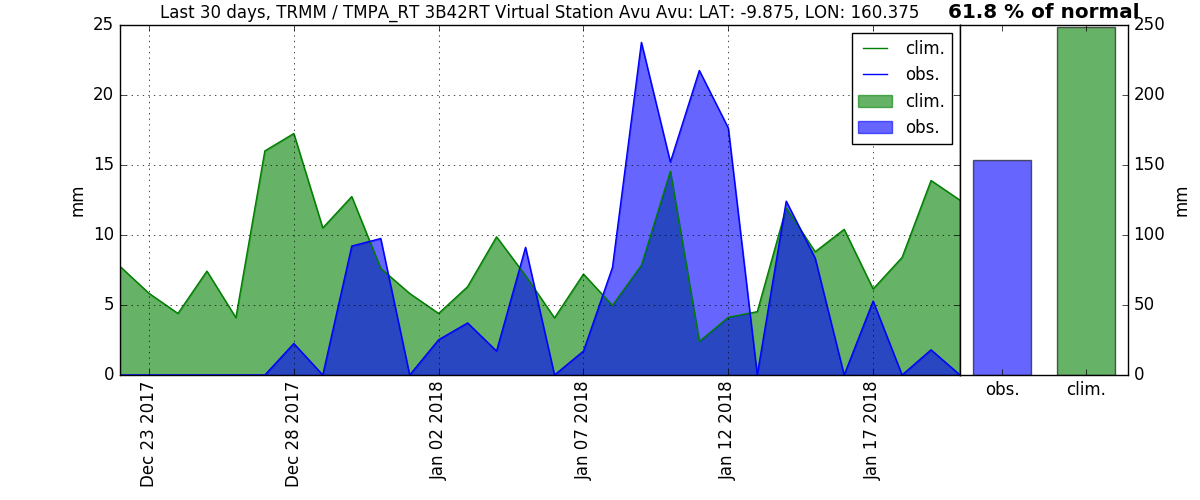 Last 30 days, TRMM / TMPA_RT 3B42RT Virtual Station Avu Avu: LAT: -9.875, LON: 160.375
61.8 % of normal
25
20
15
10
5
0
mm
clim.
obs.
clim.
obs.
Dec 23 2017
Dec 28 2017
Jan 02 2018
Jan 07 2018
Jan 12 2018
Jan 17 2018
250
200
150
100
50
0
mm
obs.
clim.